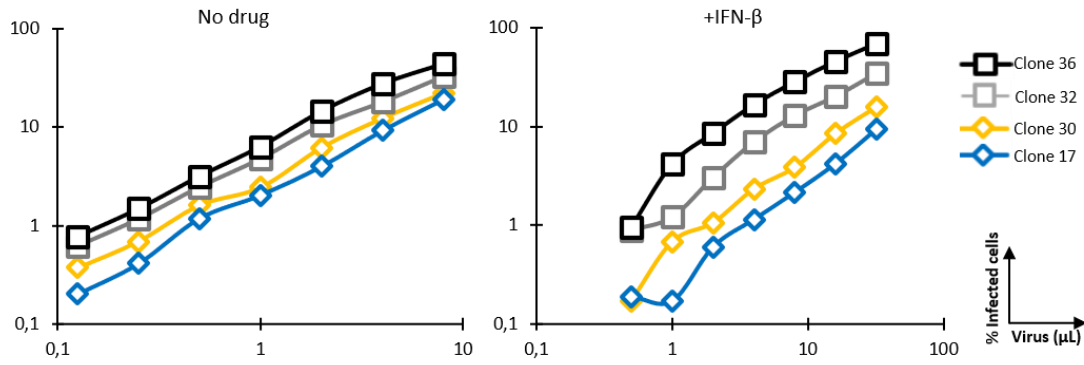 No drug
100
10
1
0,1
0,1
1
10
+IFN-β
100
10
1
0,1
0,1
1
10
100
Clone 36
Clone 32
Clone 30
Clone 17
% Infected cells
Virus (µL)